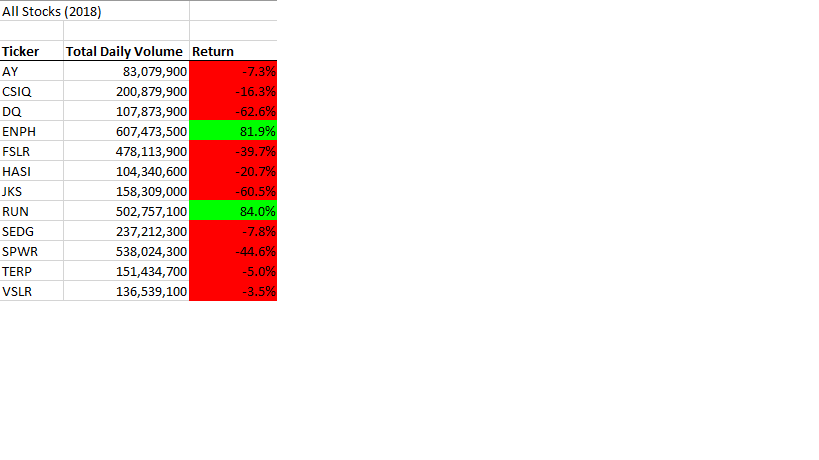 All Stocks (2018)
Ticker Total Daily Volume Return
AY 83,079,900 -7.3%
CSIQ 200,879,900 -16.3%
DQ 107,873,900 -62.6%
ENPH 607,473,500 81.9%
FSLR 478,113,900 -39.7%
HASI 104,340,600 -20.7%
JKS 158,309,000 -60.5%
RUN 502,757,100 84.0%
SEDG 237,212,300 -7.8%
SPWR 538,024,300 -44.6%
TERP 151,434,700 -5.0%
VSLR 136,539,100 -3.5%